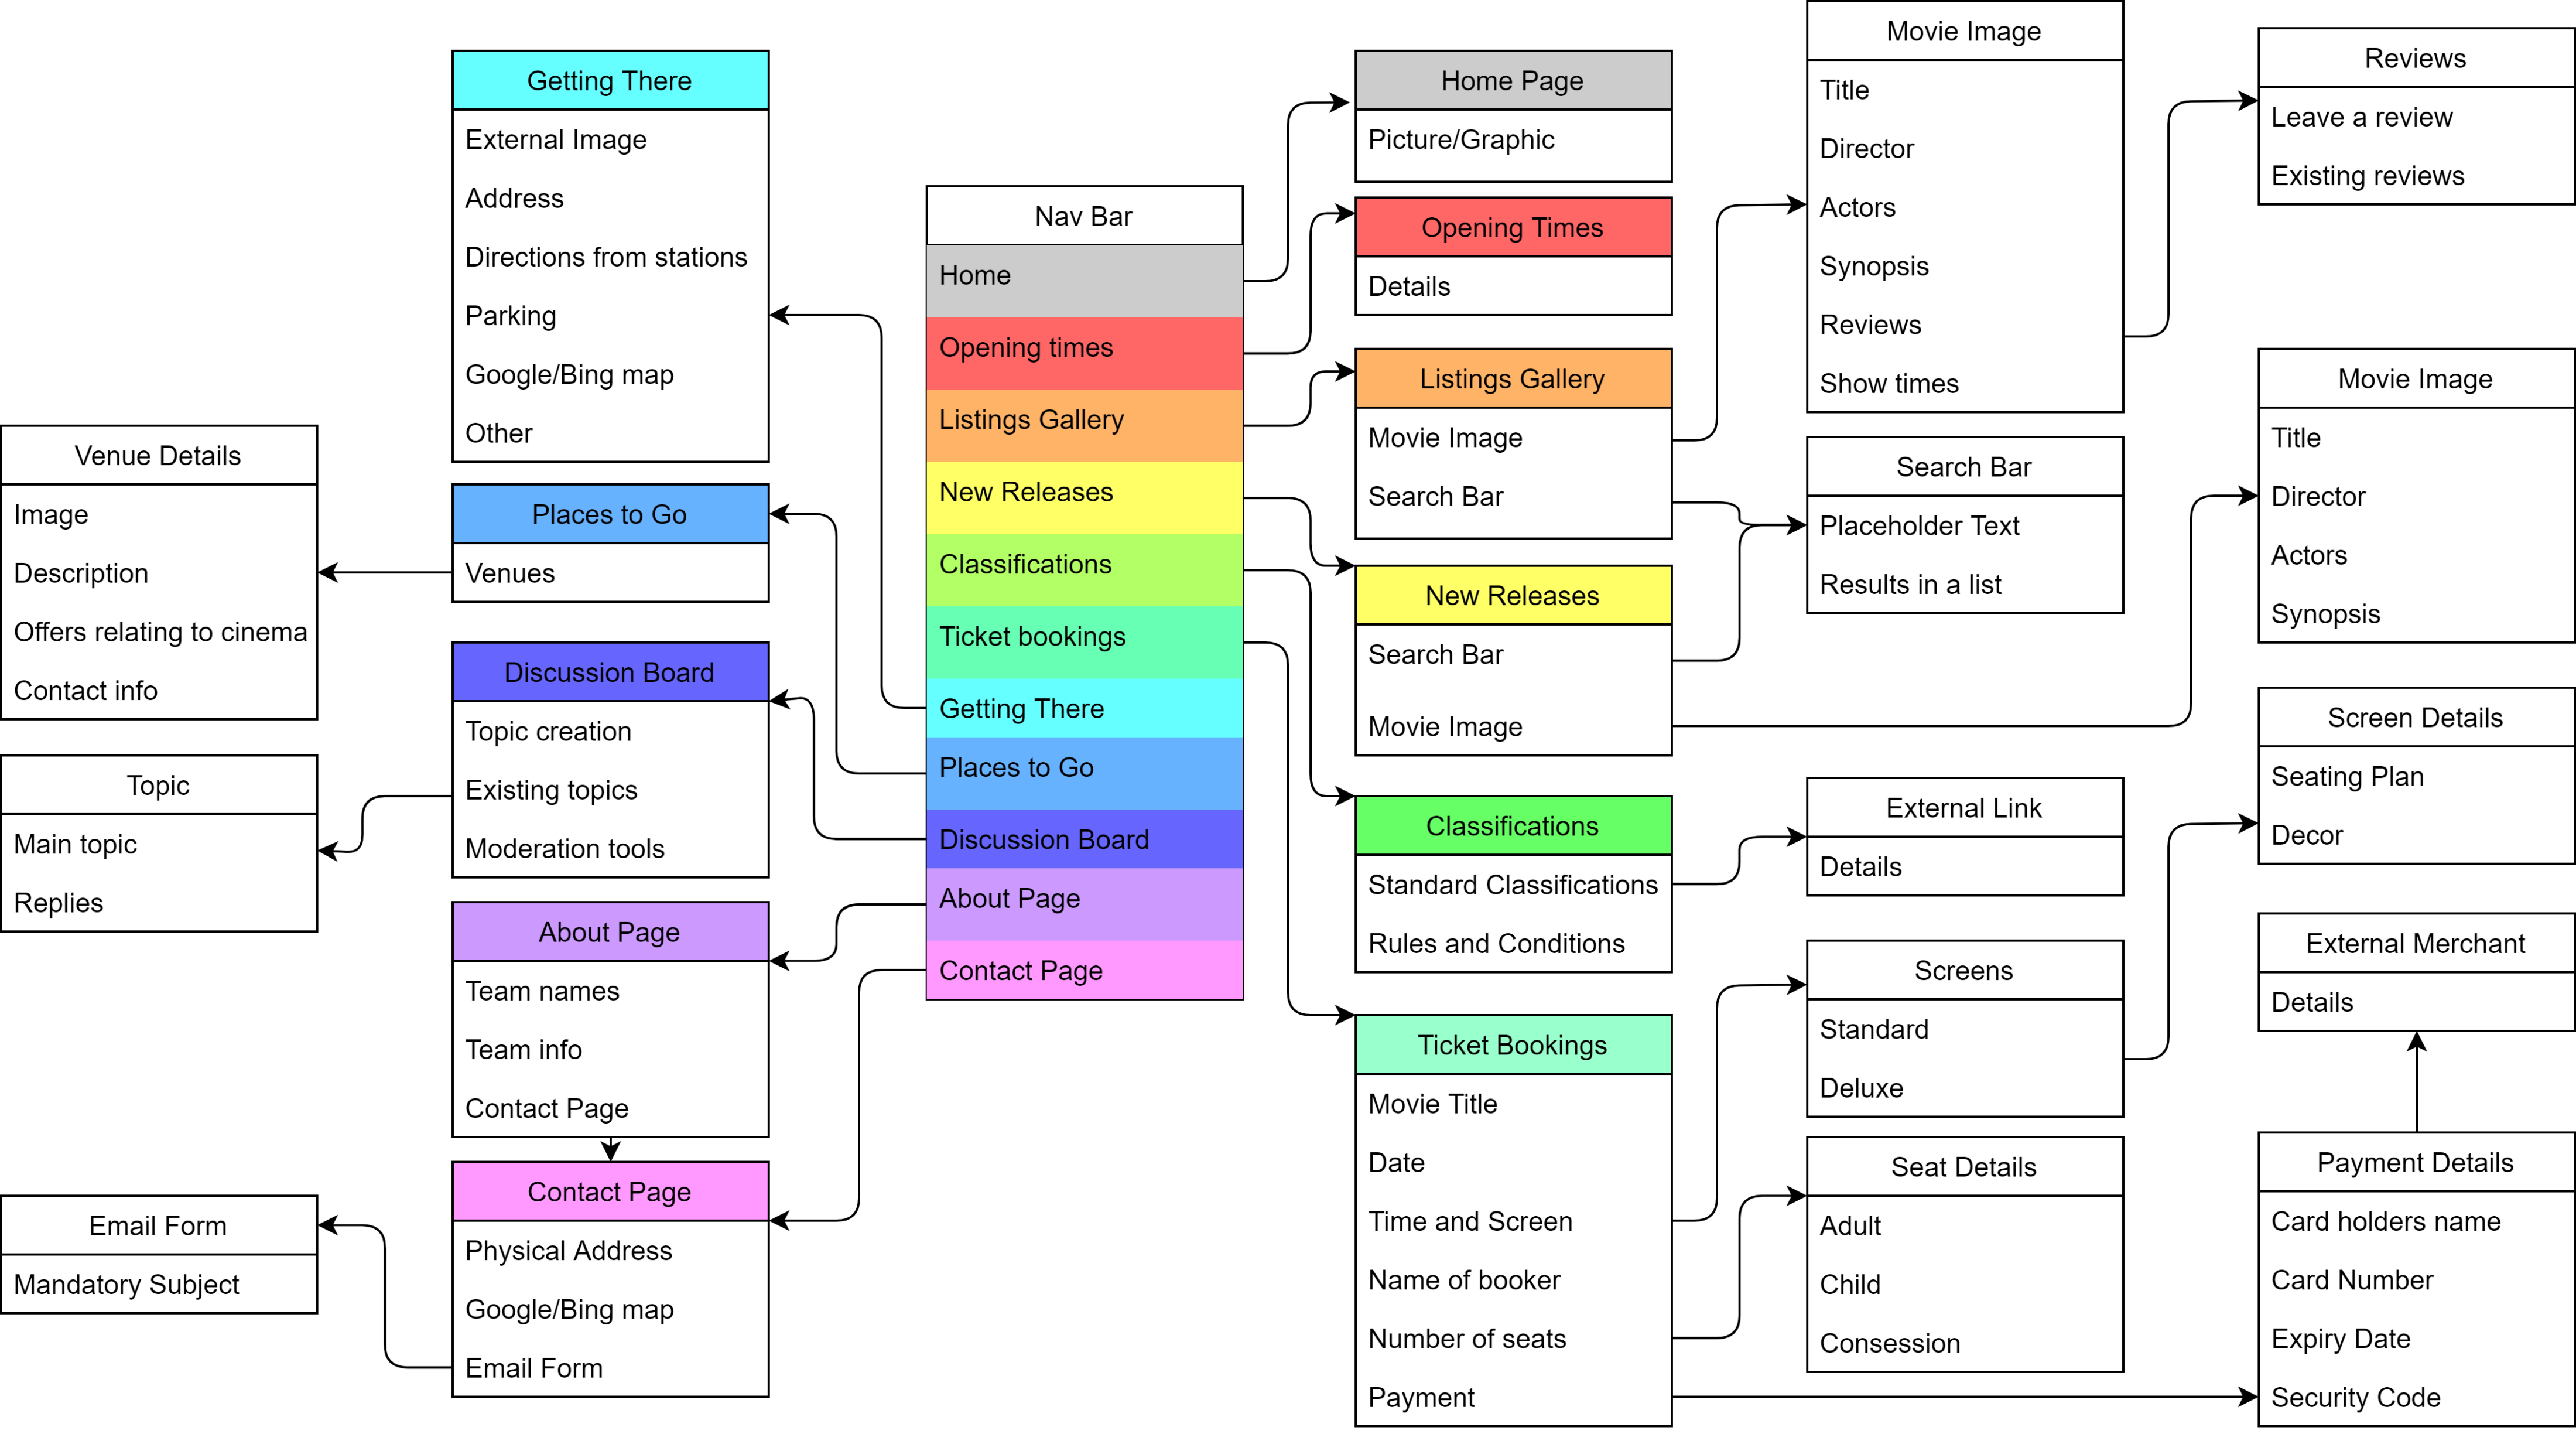 Venue Details
Image
Description
Offers relating to cinema
Contact info
Topic
Main topic
Replies
Email Form
Mandatory Subject
Getting There
External Image
Address
Directions from stations
Parking
Google/Bing map
Other
Places to Go
Venues
Discussion Board
Topic creation
Existing topics
Moderation tools
About Page
Team names
Team info
Contact Page
Contact Page
Physical Address
Google/Bing map
Email Form
Nav Bar
Home
Opening times
Listings Gallery
New Releases
Classifications
Ticket bookings
Getting There
Places to Go
Discussion Board
About Page
Contact Page
Home Page
Picture/Graphic
Opening Times
Details
Listings Gallery
Movie Image
Search Bar
New Releases
Search Bar
Movie Image
Classifications
Standard Classifications
Rules and Conditions
Ticket Bookings
Movie Title
Date
Time and Screen
Name of booker
Number of seats
Payment
Movie Image
Title
Director
Actors
Synopsis
Reviews
Show times
Search Bar
Placeholder Text
Results in a list
External Link
Details
Screens
Standard
Deluxe
Seat Details
Adult
Child
Consession
Reviews
Leave a review
Existing reviews
Movie Image
Title
Director
Actors
Synopsis
Screen Details
Seating Plan
Decor
External Merchant
Details
Payment Details
Card holders name
Card Number
Expiry Date
Security Code